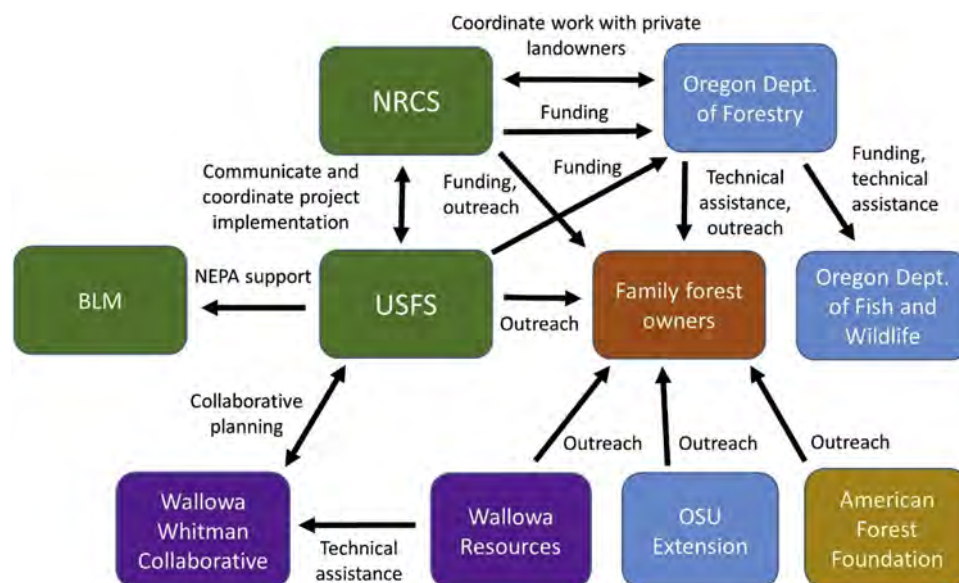 Coordinate work with private
landowners
NRCS
Oregon Dept.
of Forestry
Funding
Communicate and
coordinate project
implementation
Funding,
outreach
Funding
Technical
assistance,
outreach
Funding,
technical
assistance
BLM
NEPA support
USFS
Outreach
Family forest
owners
Oregon Dept.
of Fish and
Wildlife
Collaborative
planning
Outreach
Outreach
Outreach
Wallowa
Whitman
Collaborative
Technical
assistance
Wallowa
Resources
OSU
Extension
American
Forest
Foundation